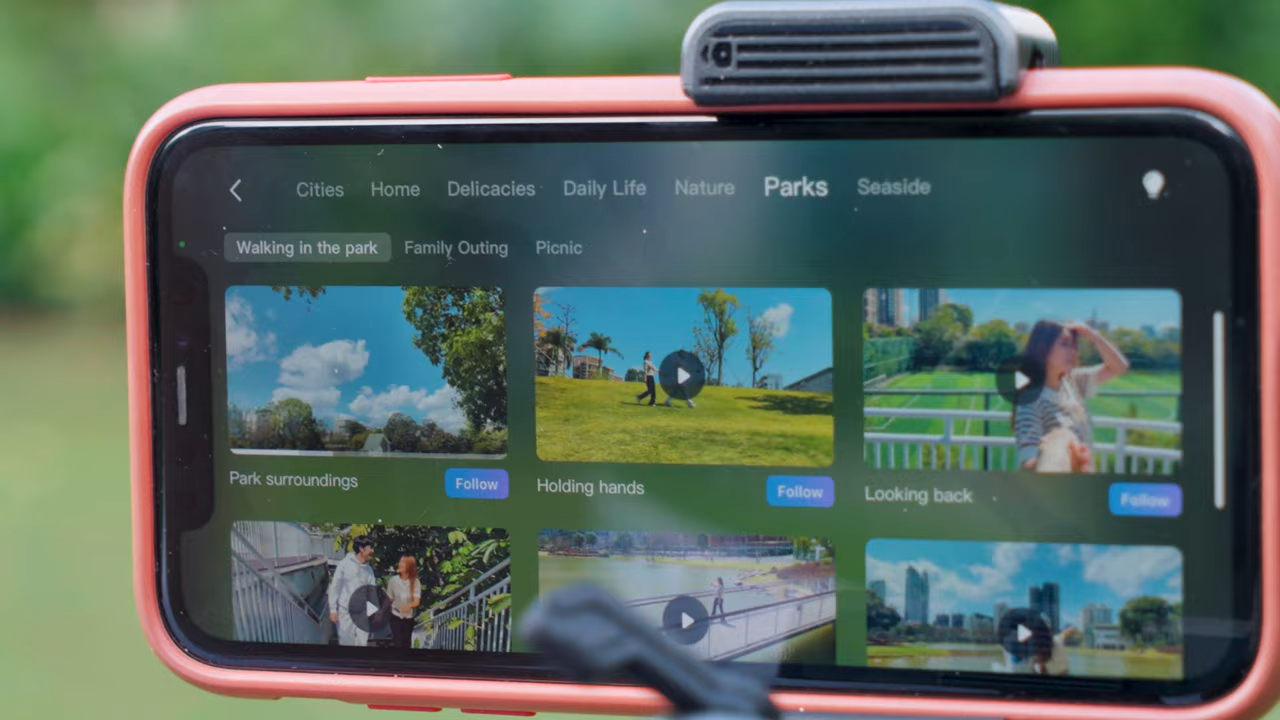 Cities Home Delicacies Daily Life Nature Parks Seaside
Walking in the park Family Outing Picnic
Park surroundings Follow Holding hands Follow Looking back Follow